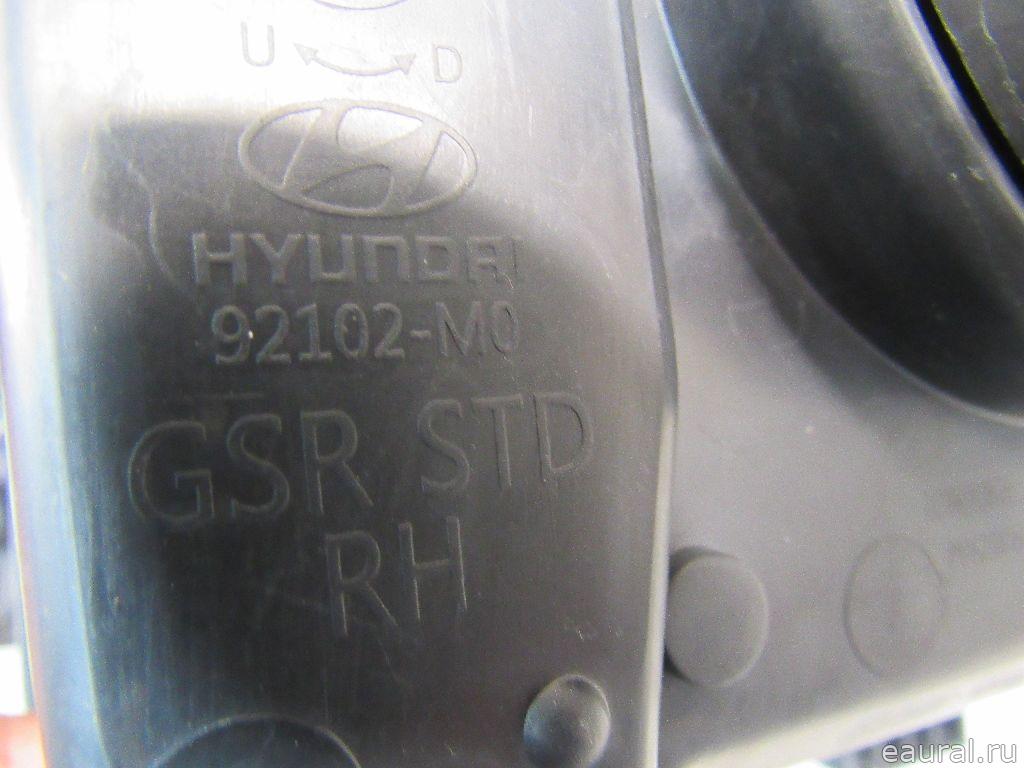 U D
HYUNDAI
92102-M0
GSR STD
RH
eaural.ru